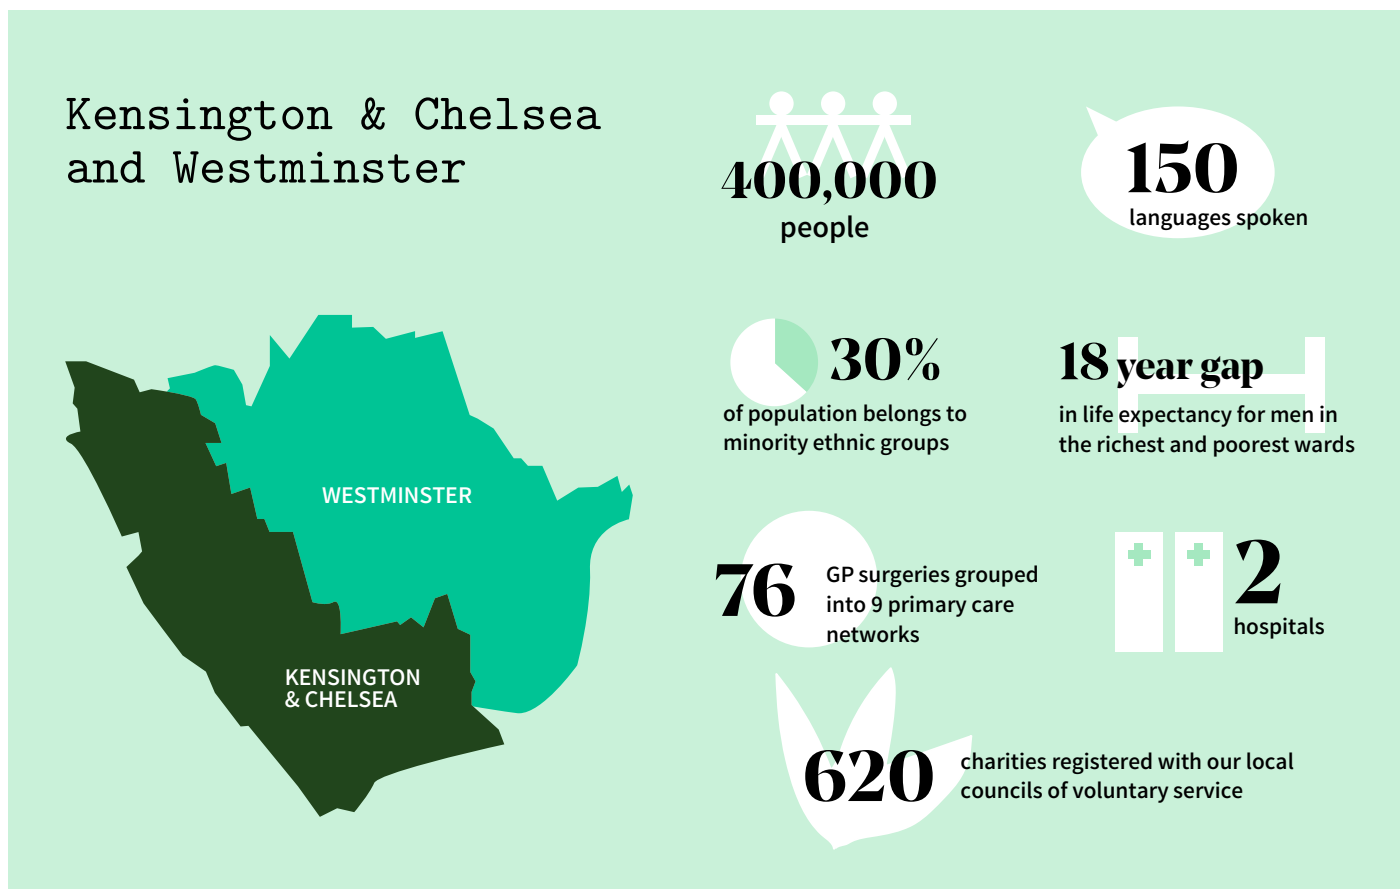 Kensington & Chelsea
and Westminster
400,000
people
150
languages spoken
30%
of population belongs to
minority ethnic groups
18 year gap
in life expectancy for men in
the richest and poorest wards
WESTMINSTER
KENSINGTON
& CHELSEA
76
GP surgeries grouped
into 9 primary care
networks
2
hospitals
620
charities registered with our local
councils of voluntary service